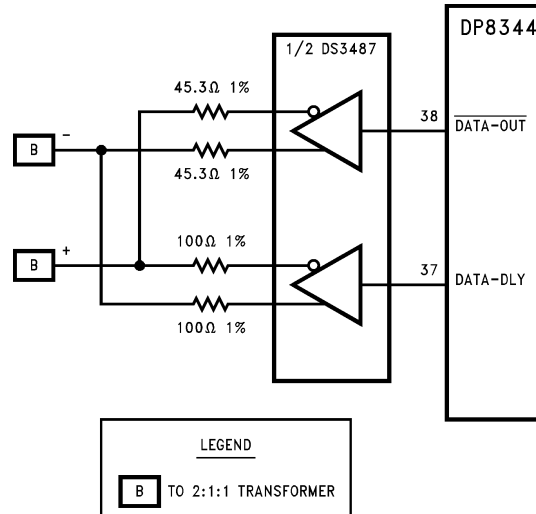 DP8344
1/2 DS3487
45.3Ω 1%
38
DATA-OUT
B -
45.3Ω 1%
B +
100Ω 1%
37
DATA-DLY
100Ω 1%
LEGEND
B TO 2:1:1 TRANSFORMER